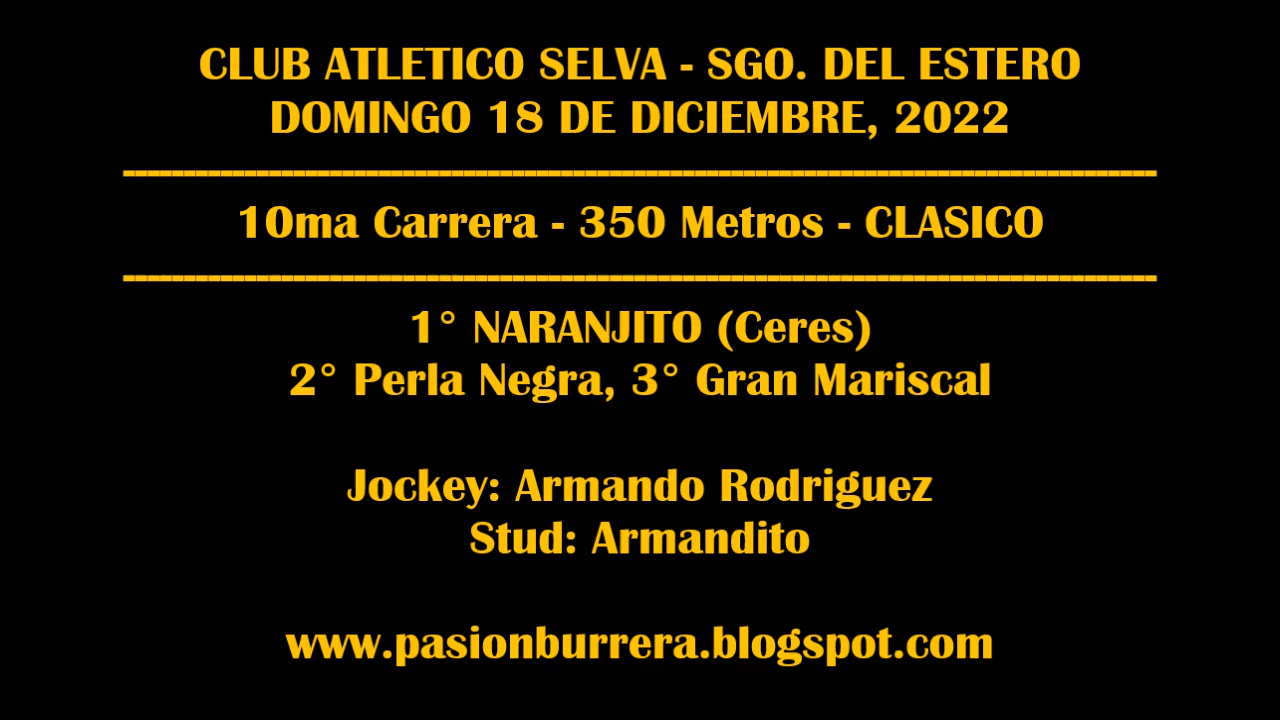 CLUB ATLETICO SELVA - SGO. DEL ESTERO
DOMINGO 18 DE DICIEMBRE, 2022
10ma Carrera - 350 Metros - CLASICO
1° NARANJITO (Ceres)
2° Perla Negra, 3° Gran Mariscal
Jockey: Armando Rodriguez
Stud: Armandito
www.pasionburrera.blogspot.com